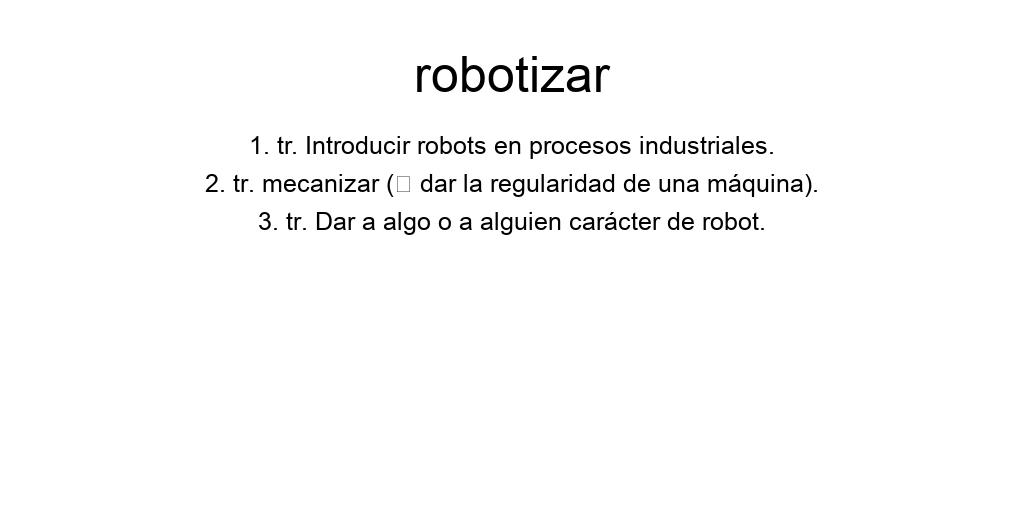 robotizar
1. tr. Introducir robots en procesos industriales.
2. tr. mecanizar (□ dar la regularidad de una máquina).
3. tr. Dar a algo o a alguien carácter de robot.